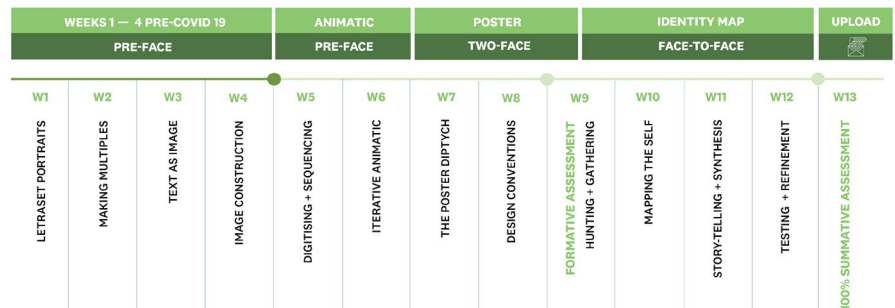 WEEKS 1 — 4 PRE-COVID 19
ANIMATIC
POSTER
IDENTITY MAP
UPLOAD
PRE-FACE
PRE-FACE
TWO-FACE
FACE-TO-FACE
W1
W2
W3
W4
W5
W6
W7
W8
W9
W10
W11
W12
W13
LETRASET PORTRAITS
MAKING MULTIPLES
TEXT AS IMAGE
IMAGE CONSTRUCTION
DIGITISING + SEQUENCING
ITERATIVE ANIMATIC
THE POSTER DIPTYCH
DESIGN CONVENTIONS
FORMATIVE ASSESSMENT
HUNTING + GATHERING
MAPPING THE SELF
STORY-TELLING + SYNTHESIS
TESTING + REFINEMENT
100% SUMMATIVE ASSESSMENT